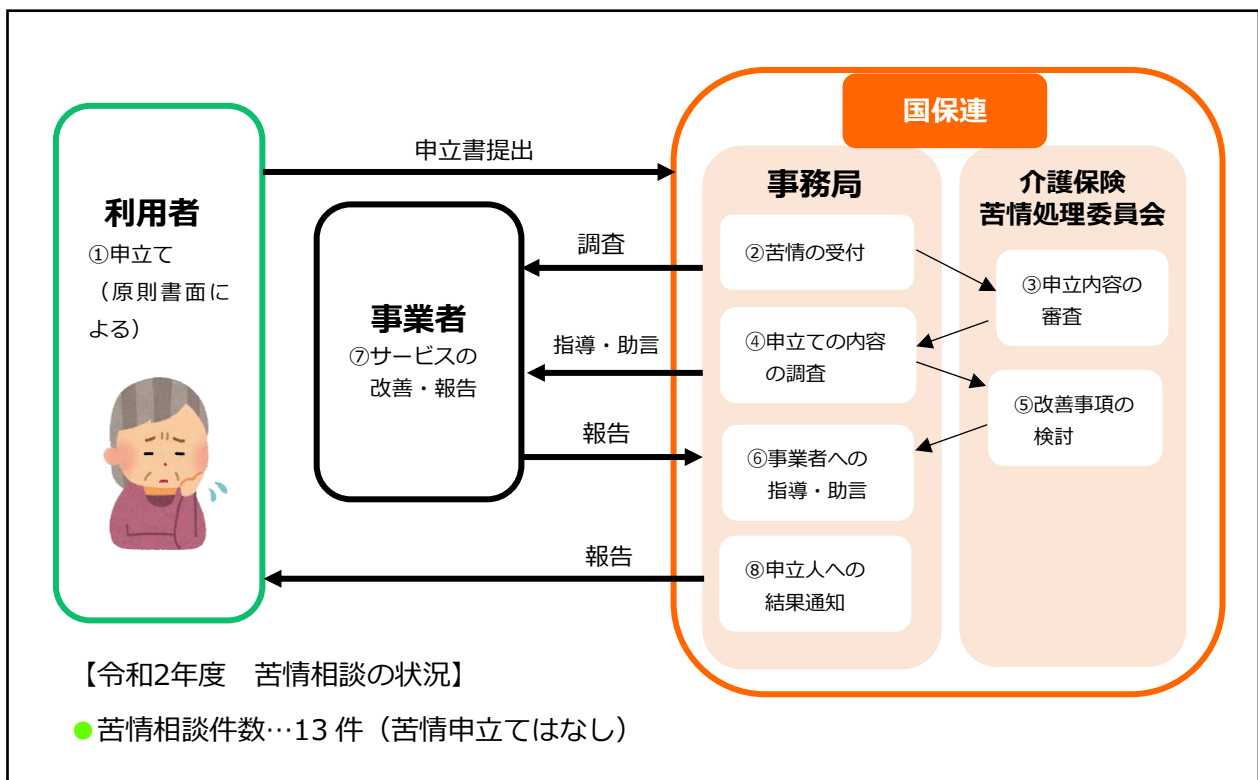 国保連
申立書提出
利用者
①申立て
(原則書面に
よる)
調査
事業者
⑦サービスの
改善・報告
指導・助言
報告
報告
事務局
②苦情の受付
④申立ての内容
の調査
⑥事業者への
指導・助言
⑧申立人への
結果通知
介護保険
苦情処理委員会
③申立内容の
審査
⑤改善事項の
検討
【令和2年度　苦情相談の状況】
●苦情相談件数…13 件（苦情申立てはなし）